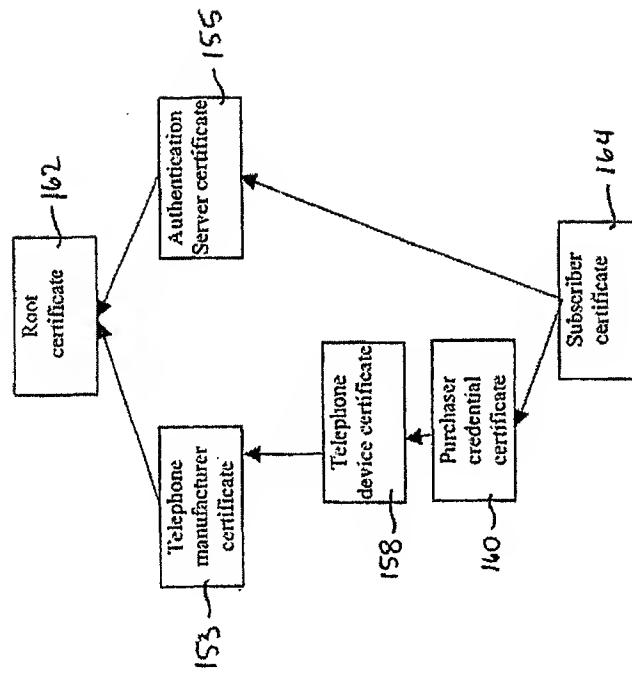 Root
certificate
162
Telephone
manufacturer
certificate
153
Authentication
Server certificate
155
Telephone
device certificate
158
Purchaser
credential
certificate
160
Subscriber
certificate
164